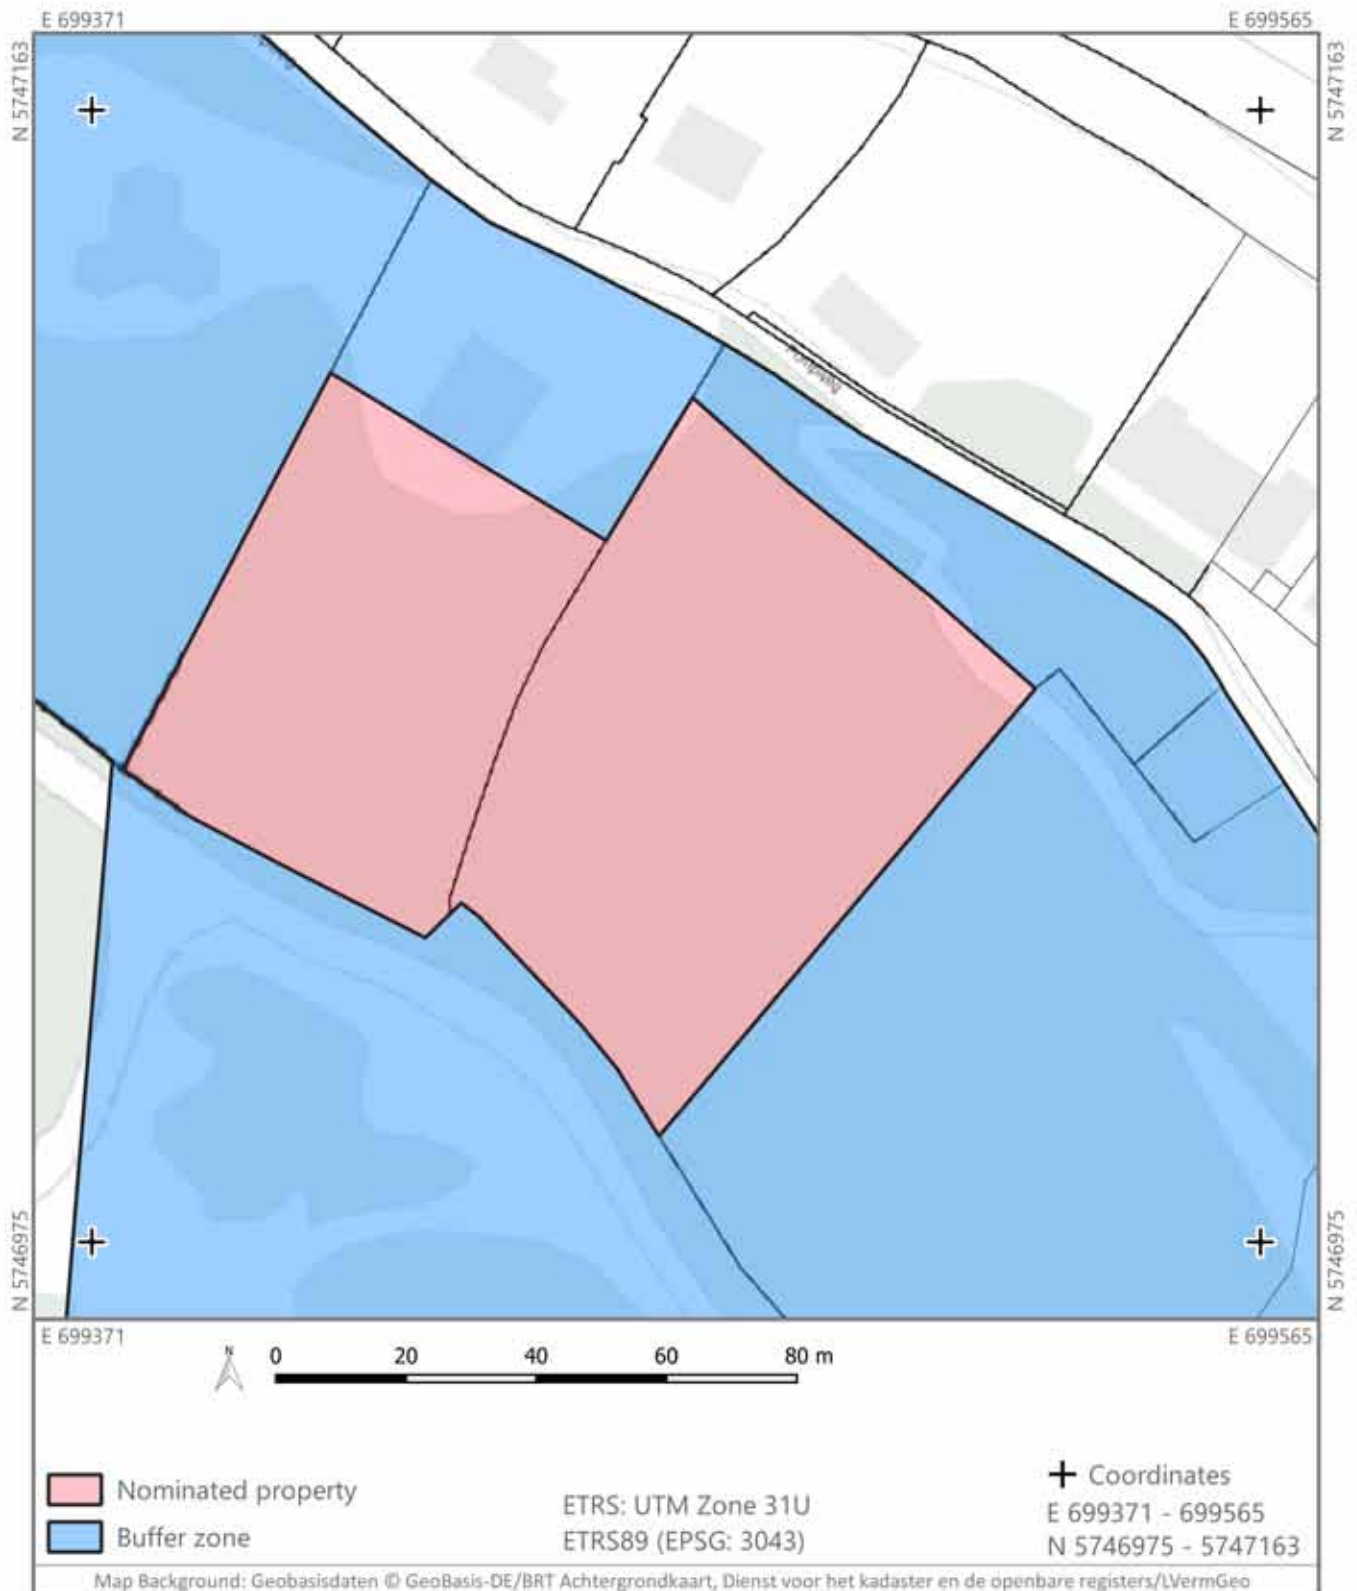 E 699371 E 699565
N 5747163 N 5747163
N 5746975 N 5746975
E 699371 E 699565
N
0 20 40 60 80 m
Nominated property
Buffer zone
ETRS: UTM Zone 31U
ETRS89 (EPSG: 3043)
Coordinates
E 699371 - 699565
N 5746975 - 5747163
Map Background: Geobasisdaten © GeoBasis-DE/BRT Achtergrondkaart, Dienst voor het kadaster en de openbare registers/LVermGeo